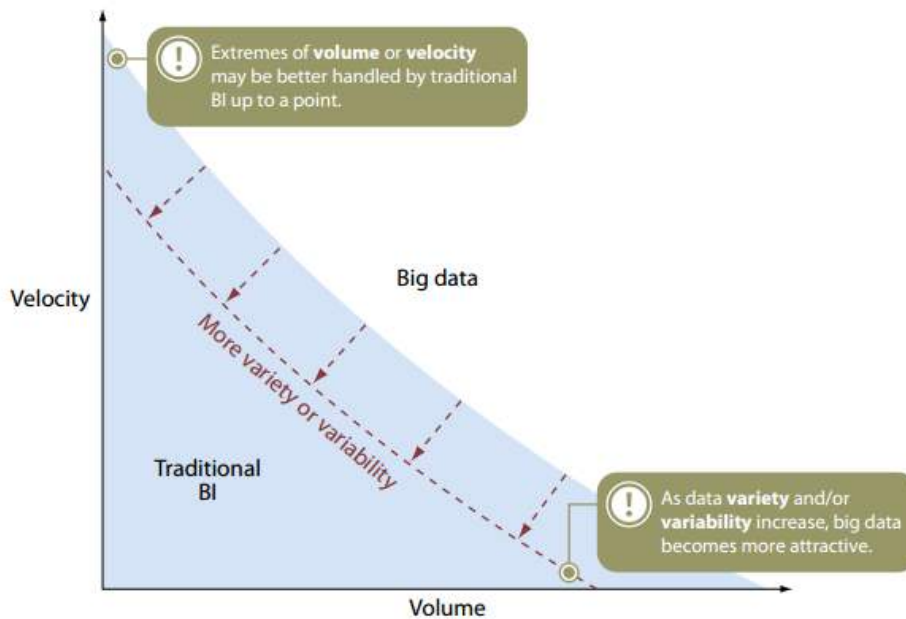 Extremes of volume or velocity
may be better handled by traditional
BI up to a point.
Big data
Velocity
More variety or variability
Traditional
BI
As data variety and/or
variability increase, big data
becomes more attractive.
Volume